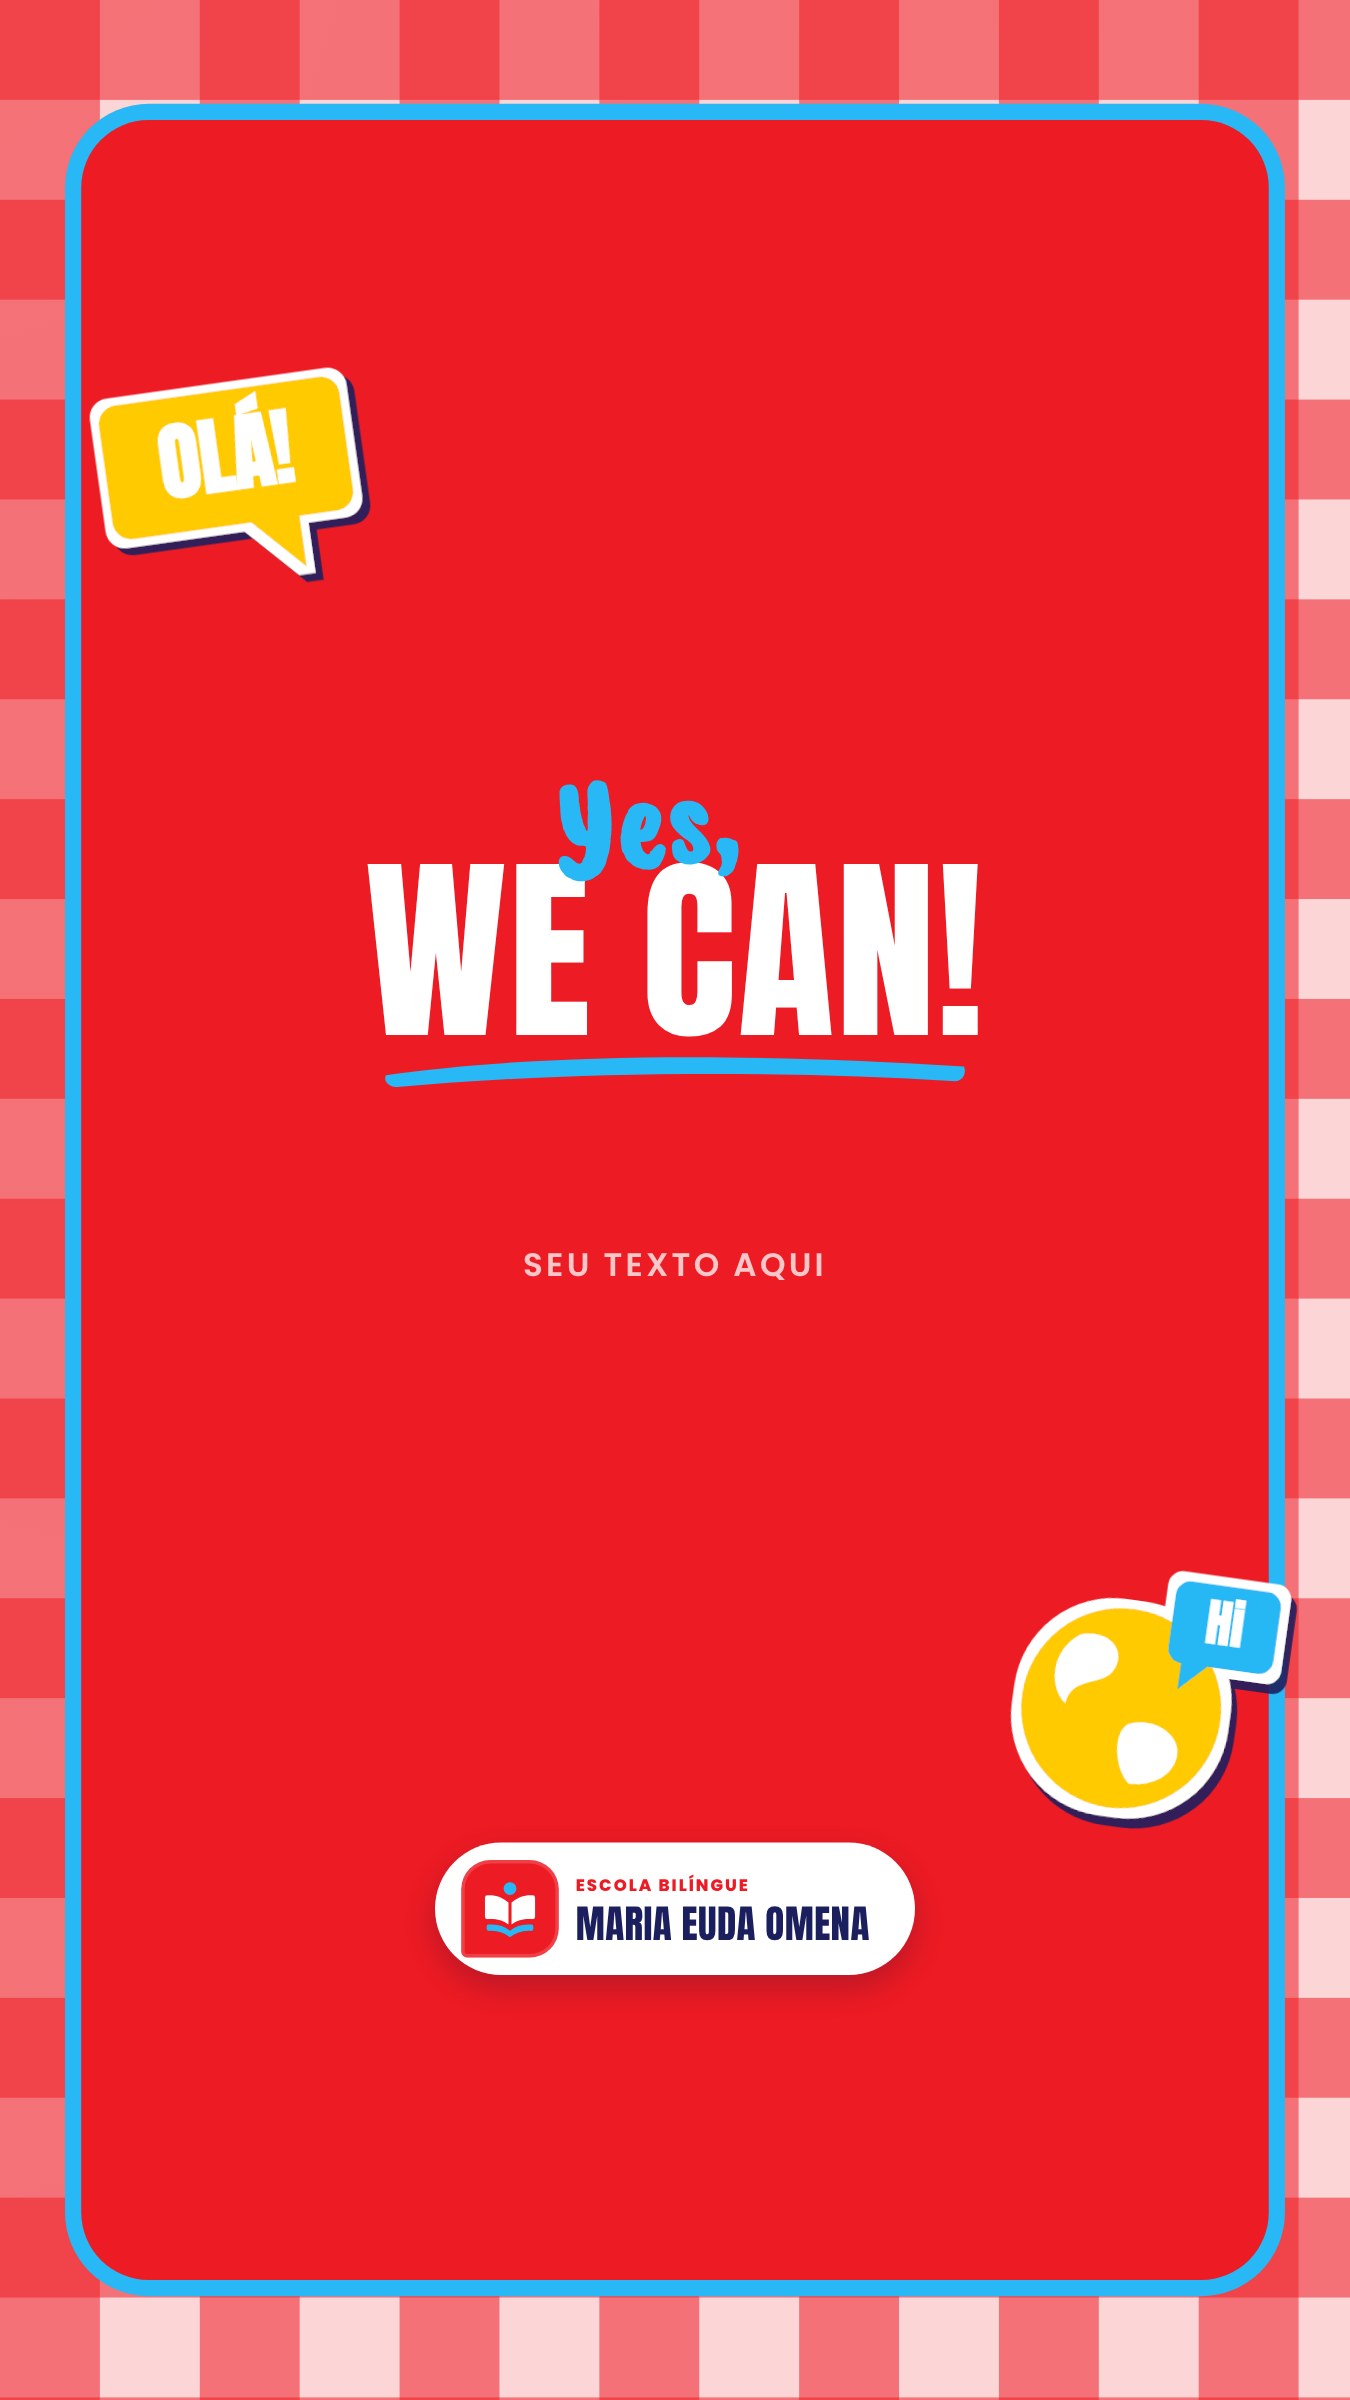 OLÁ!
Yes,
WE CAN!
SEU TEXTO AQUI
Hi
ESCOLA BILÍNGUE
MARIA EUDA OMENA